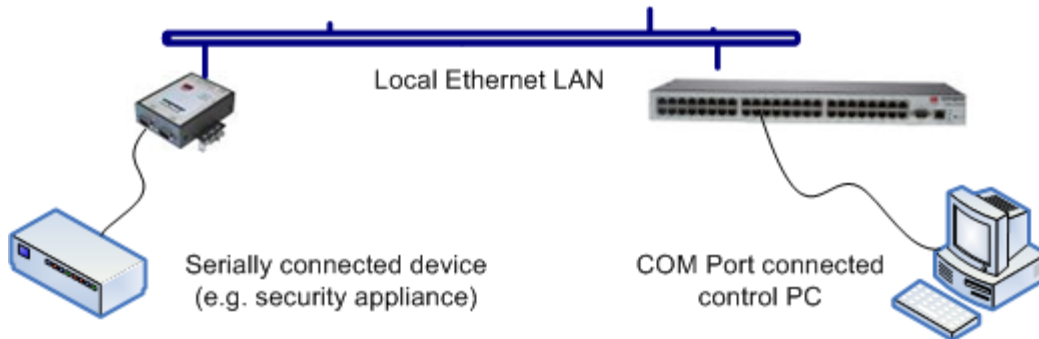 Local Ethernet LAN
Serially connected device
(e.g. security appliance)
COM Port connected
control PC